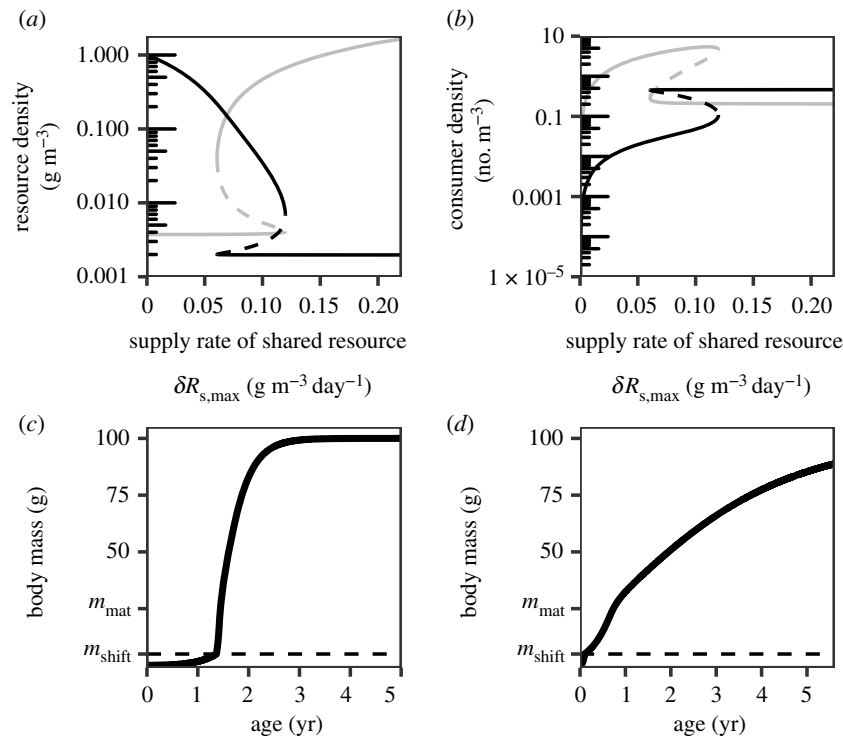 (a)
resource density
(g m⁻³)
1.000
0.100
0.010
0.001
0 0.05 0.10 0.15 0.20
supply rate of shared resource
δR_s,max (g m⁻³ day⁻¹)
(b)
consumer density
(no. m⁻³)
10
0.1
0.001
1 × 10⁻⁵
0 0.05 0.10 0.15 0.20
supply rate of shared resource
δR_s,max (g m⁻³ day⁻¹)
(c)
body mass (g)
100
75
50
m_mat
m_shift
0 1 2 3 4 5
age (yr)
(d)
body mass (g)
100
75
50
m_mat
m_shift
0 1 2 3 4 5
age (yr)